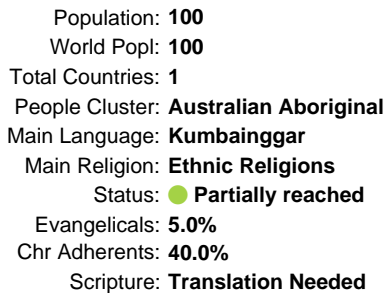 Population: 100
World Popl: 100
Total Countries: 1
People Cluster: Australian Aboriginal
Main Language: Kumbainggar
Main Religion: Ethnic Religions
Status: Partially reached
Evangelicals: 5.0%
Chr Adherents: 40.0%
Scripture: Translation Needed